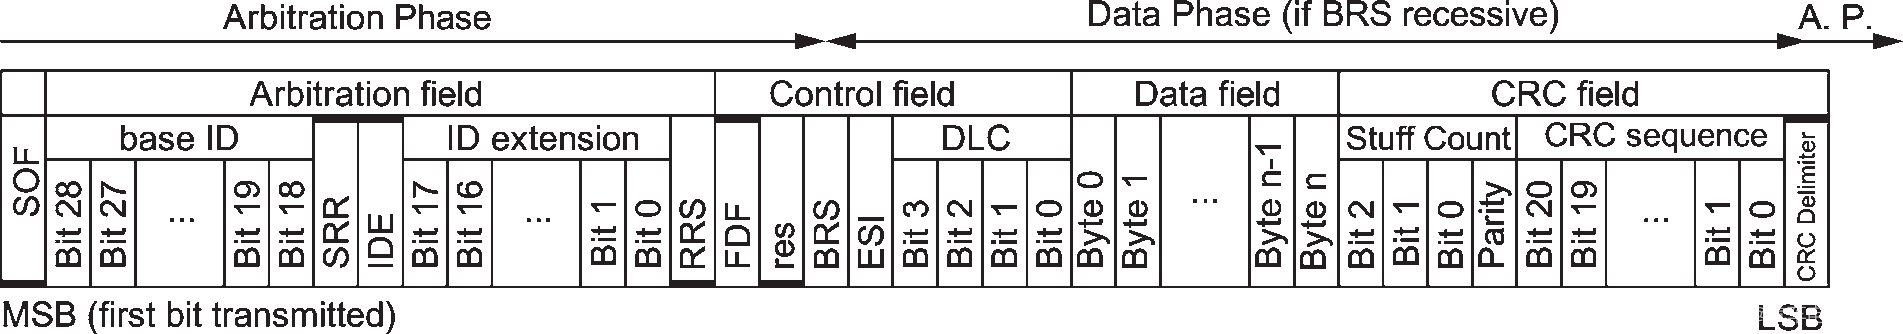 Arbitration Phase Data Phase (if BRS recessive) A. P.
Arbitration field Control field Data field CRC field
SOF base ID SRR IDE ID extension RRS FDF res BRS ESI DLC Byte 0 Byte 1 ... Byte n-1 Byte n Stuff Count CRC sequence CRC Delimiter
Bit 28 Bit 27 ... Bit 19 Bit 18 Bit 17 Bit 16 ... Bit 1 Bit 0 Bit 3 Bit 2 Bit 1 Bit 0 Bit 2 Bit 1 Bit 0 Parity Bit 20 Bit 19 ... Bit 1 Bit 0
MSB (first bit transmitted) LSB